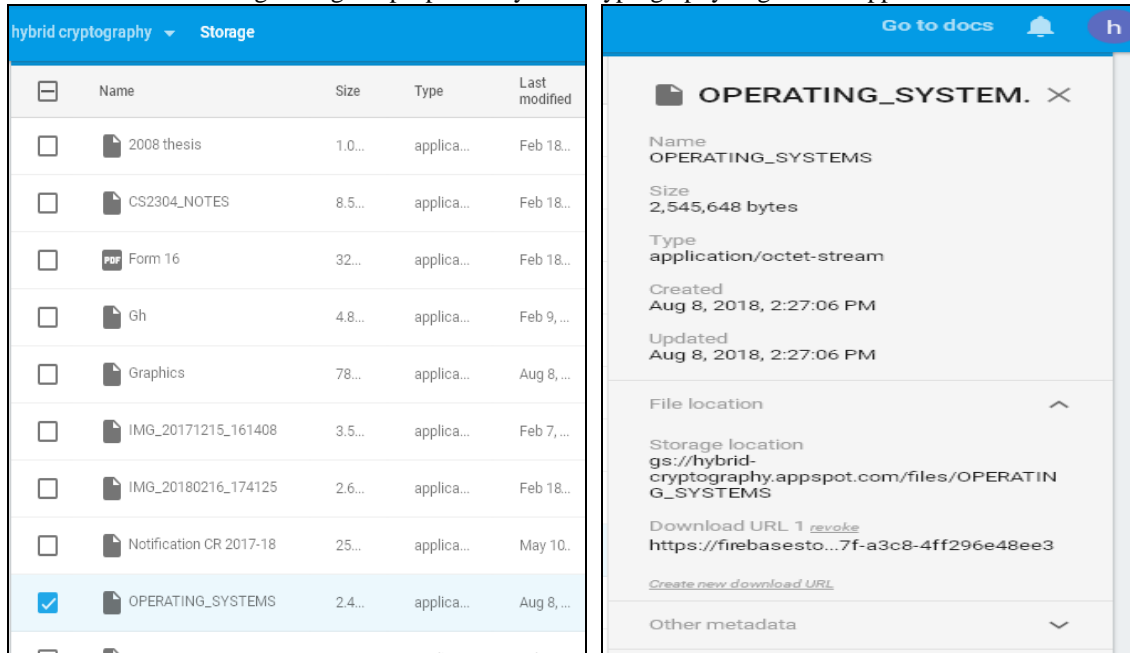 hybrid cryptography Storage
Name Size Type Last modified
2008 thesis 1.0... applica... Feb 18...
CS2304_NOTES 8.5... applica... Feb 18...
PDF Form 16 32... applica... Feb 18...
Gh 4.8... applica... Feb 9, ...
Graphics 78... applica... Aug 8, ...
IMG_20171215_161408 3.5... applica... Feb 7, ...
IMG_20180216_174125 2.6... applica... Feb 18...
Notification CR 2017-18 25... applica... May 10..
OPERATING_SYSTEMS 2.4... applica... Aug 8, ...
Go to docs h
OPERATING_SYSTEM.
Name
OPERATING_SYSTEMS
Size
2,545,648 bytes
Type
application/octet-stream
Created
Aug 8, 2018, 2:27:06 PM
Updated
Aug 8, 2018, 2:27:06 PM
File location
Storage location
gs://hybrid-
cryptography.appspot.com/files/OPERATIN
G_SYSTEMS
Download URL 1 revoke
https://firebasesto...7f-a3c8-4ff296e48ee3
Create new download URL
Other metadata